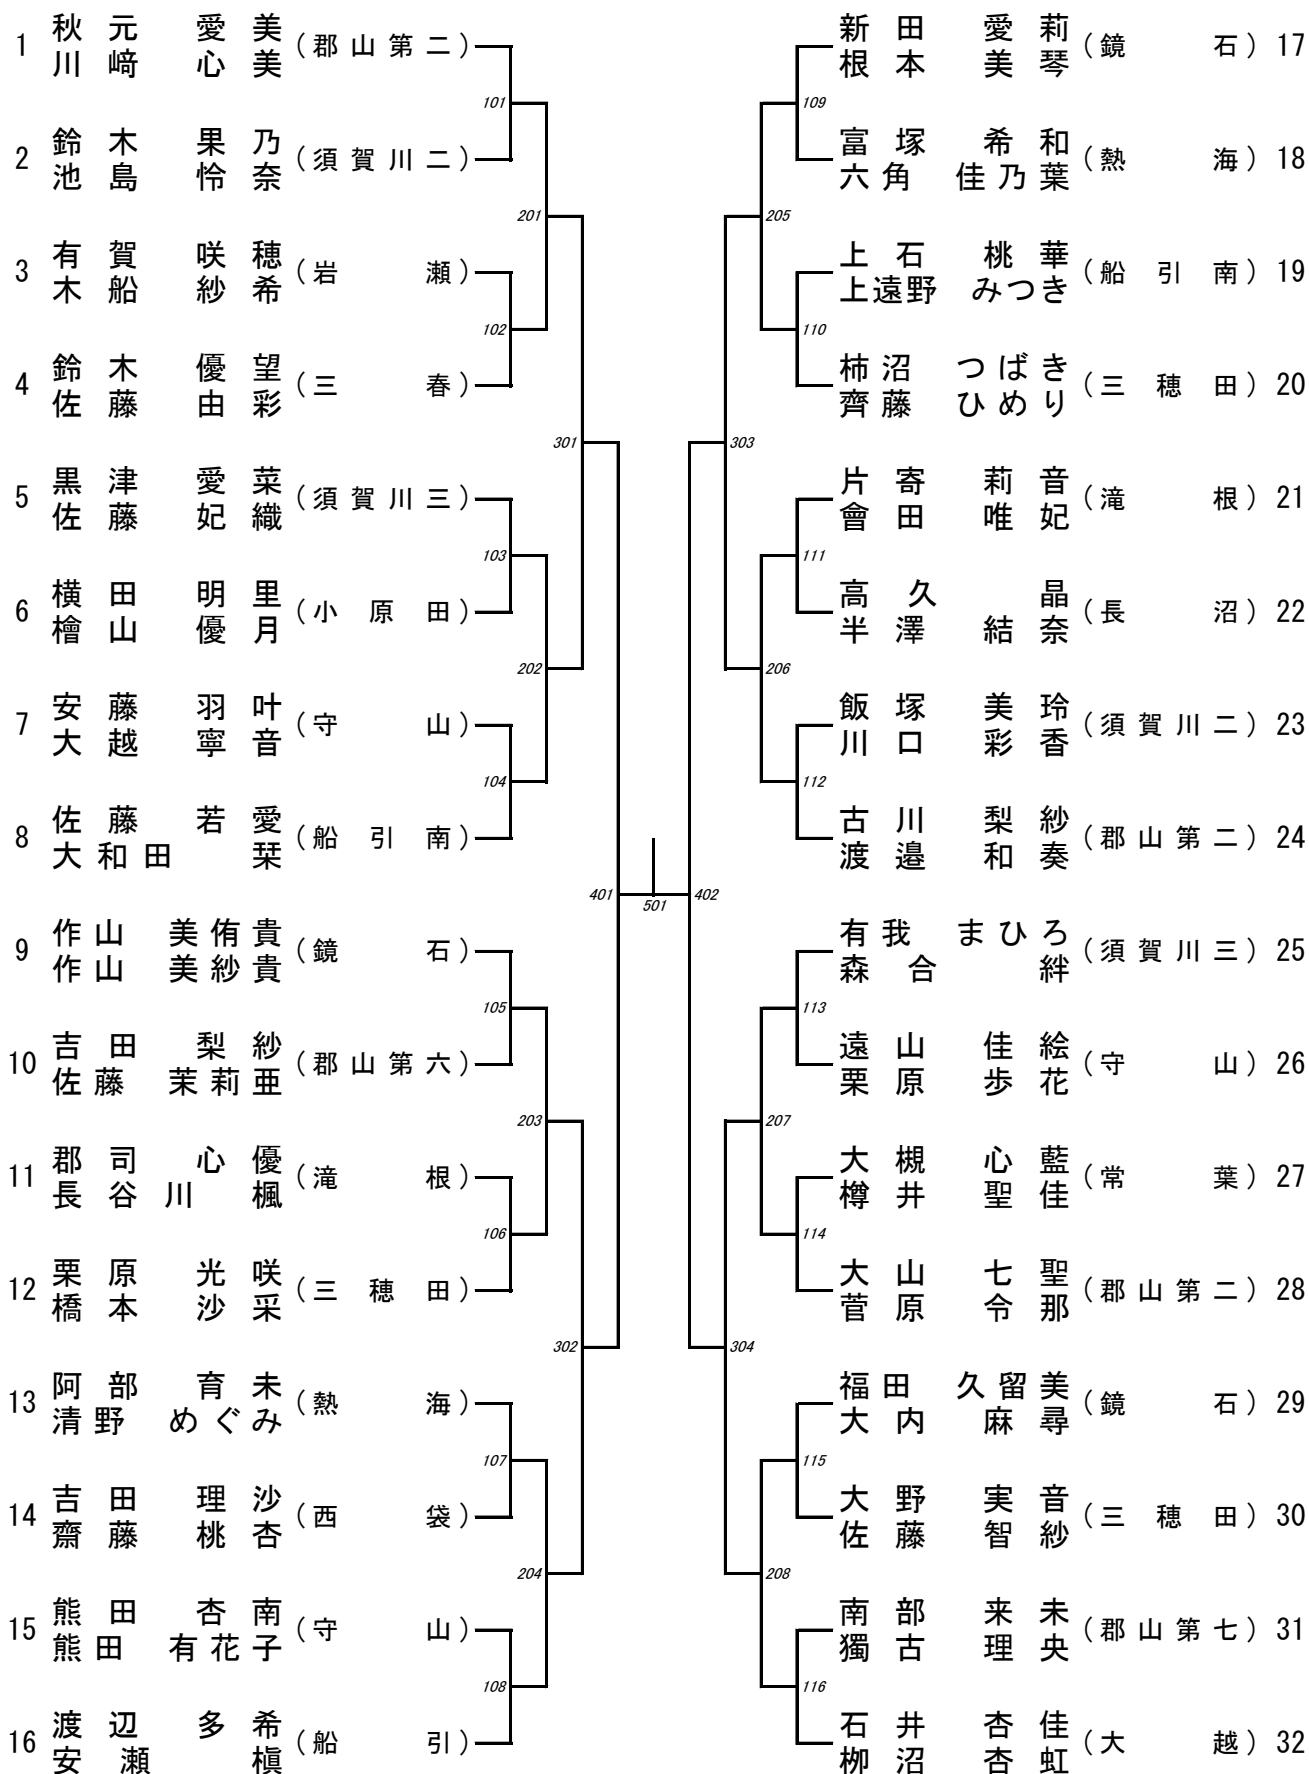 1 秋元 愛美 (郡山第二)
川﨑 心美
2 鈴木 果乃 (須賀川二)
池島 怜奈
3 有賀 咲穂 (岩瀬)
木船 紗希
4 鈴木 優望 (三春)
佐藤 由彩
5 黒津 愛菜 (須賀川三)
佐藤 妃織
6 横田 明里 (小原田)
檜山 優月
7 安藤 羽叶 (守山)
大越 寧音
8 佐藤 若愛 (船引南)
大和田 栞
9 作山 美侑貴 (鏡石)
作山 美紗貴
10 吉田 梨紗 (郡山第六)
佐藤 茉莉亜
11 郡司 心優 (滝根)
長谷川 楓
12 栗原 光咲 (三穂田)
橋本 沙采
13 阿部 育未 (熱海)
清野 めぐみ
14 吉田 理沙 (西袋)
齋藤 桃杏
15 熊田 杏南 (守山)
熊田 有花子
16 渡辺 多希 (船引)
安瀬 槇
101
102
103
104
105
106
107
108
201
202
203
204
301
302
401
501
402
303
304
205
206
207
208
109
110
111
112
113
114
115
116
新田 愛莉 (鏡石) 17
根本 美琴
富塚 希和 (熱海) 18
六角 佳乃葉
上石 桃華 (船引南) 19
上遠野 みつき
柿沼 つばき (三穂田) 20
齊藤 ひめり
片寄 莉音 (滝根) 21
會田 唯妃
高久 晶 (長沼) 22
半澤 結奈
飯塚 美玲 (須賀川二) 23
川口 彩香
古川 梨紗 (郡山第二) 24
渡邉 和奏
有我 まひろ (須賀川三) 25
森合 絆
遠山 佳絵 (守山) 26
栗原 歩花
大槻 心藍 (常葉) 27
樽井 聖佳
大山 七聖 (郡山第二) 28
菅原 令那
福田 久留美 (鏡石) 29
大内 麻尋
大野 実音 (三穂田) 30
佐藤 智紗
南部 来未 (郡山第七) 31
獨古 理央
石井 杏佳 (大越) 32
栁沼 杏虹